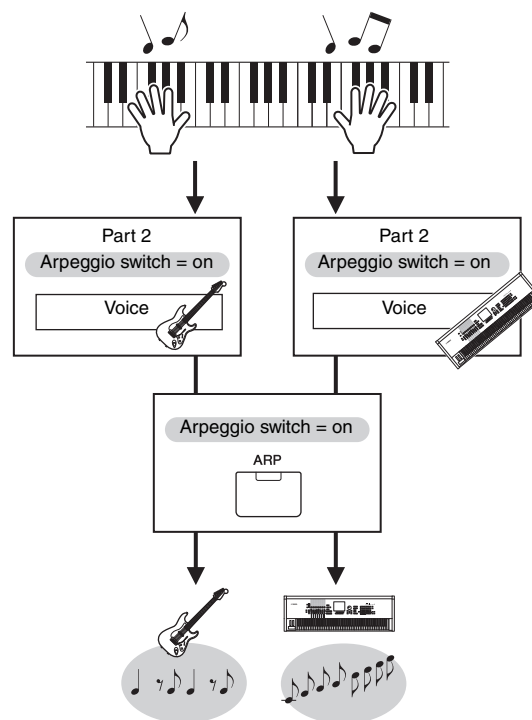 Part 2
Arpeggio switch = on
Voice
Part 2
Arpeggio switch = on
Voice
Arpeggio switch = on
ARP